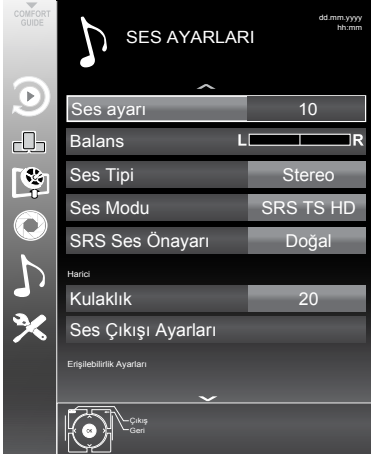 COMFORT
GUIDE
SES AYARLARI
dd.mm.yyyy
hh:mm
Ses ayarı 10
Balans L R
Ses Tipi Stereo
Ses Modu SRS TS HD
SRS Ses Önayarı Doğal
Harici
Kulaklık 20
Ses Çıkışı Ayarları
Erişilebilirlik Ayarları
Çıkış
OK Geri